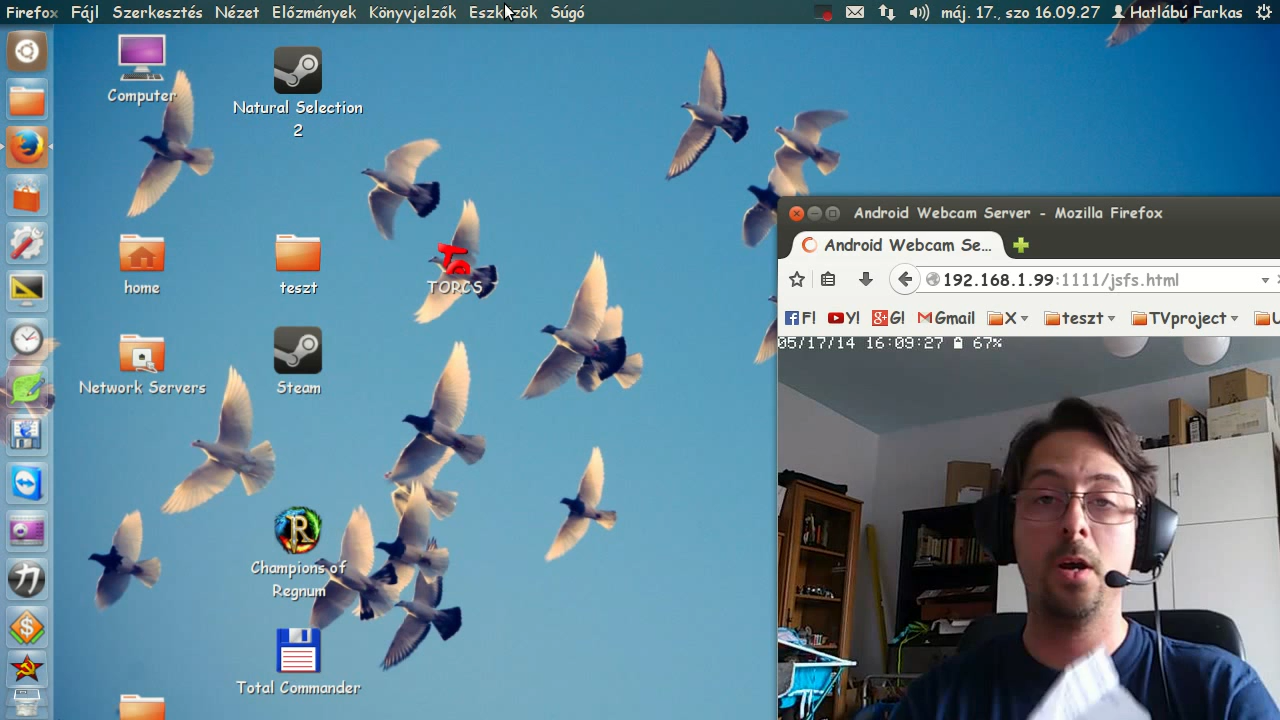 Firefox Fájl Szerkesztés Nézet Előzmények Könyvjelzők Eszközök Súgó máj. 17., szo 16.09.27 Hatlábú Farkas
Computer
Natural Selection
2
home
teszt
TORCS
Network Servers
Steam
Champions of
Regnum
Total Commander
Android Webcam Server - Mozilla Firefox
Android Webcam Se...
192.168.1.99:1111/jsfs.html
F! Y! G! Gmail X teszt TVproject U
05/17/14 16:09:27 67%